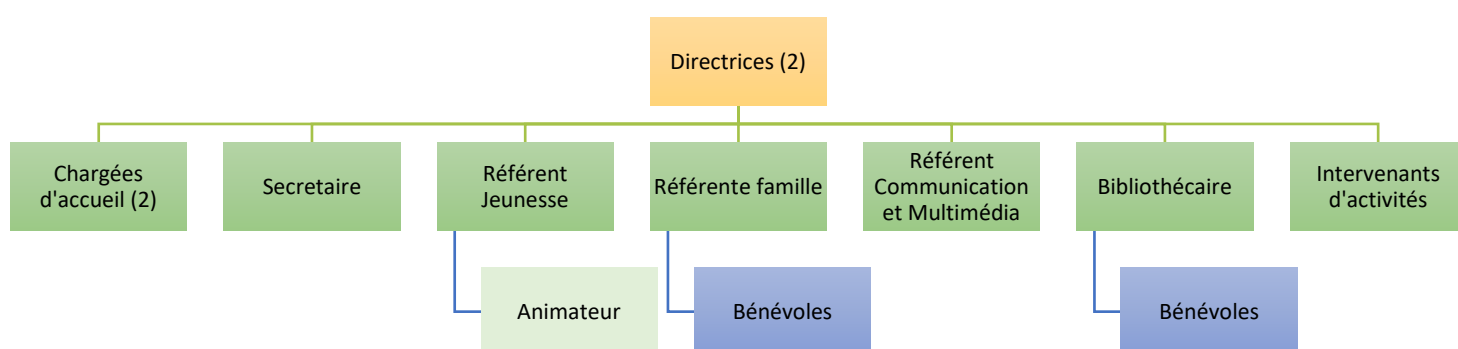 Directrices (2)
Chargées
d'accueil (2)
Secretaire
Référent
Jeunesse
Référente famille
Référent
Communication
et Multimédia
Bibliothécaire
Intervenants
d'activités
Animateur
Bénévoles
Bénévoles